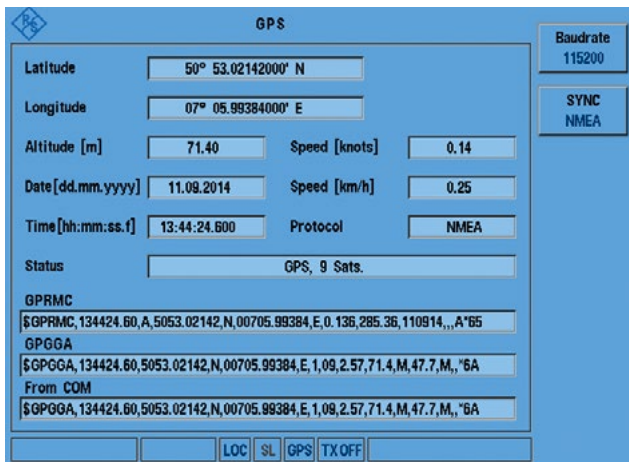 R&S
GPS
Baudrate
115200
SYNC
NMEA
Latitude 50° 53.02142000' N
Longitude 07° 05.99384000' E
Altitude [m] 71.40 Speed [knots] 0.14
Date[dd.mm.yyyy] 11.09.2014 Speed [km/h] 0.25
Time[hh:mm:ss.f] 13:44:24.600 Protocol NMEA
Status GPS, 9 Sats.
GPRMC
$GPRMC,134424.60,A,5053.02142,N,00705.99384,E,0.136,285.36,110914,,,A*65
GPGGA
$GPGGA,134424.60,5053.02142,N,00705.99384,E,1,09,2.57,71.4,M,47.7,M,,*6A
From COM
$GPGGA,134424.60,5053.02142,N,00705.99384,E,1,09,2.57,71.4,M,47.7,M,,*6A
LOC SL GPS TX OFF